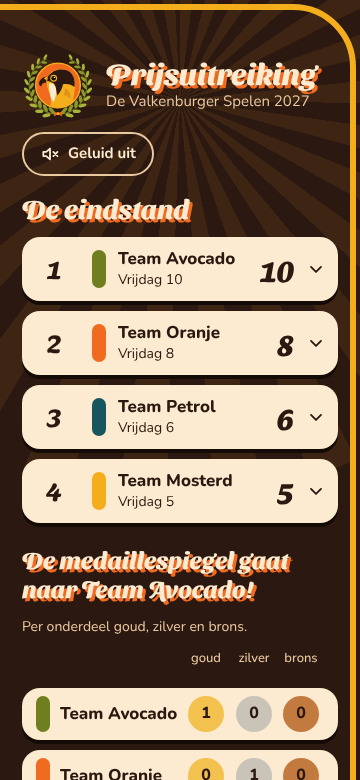 Prijsuitreiking
De Valkenburger Spelen 2027
Geluid uit
De eindstand
1 Team Avocado 10
Vrijdag 10
2 Team Oranje 8
Vrijdag 8
3 Team Petrol 6
Vrijdag 6
4 Team Mosterd 5
Vrijdag 5
De medaillespiegel gaat
naar Team Avocado!
Per onderdeel goud, zilver en brons.
goud zilver brons
Team Avocado 1 0 0
Team Oranje 0 1 0